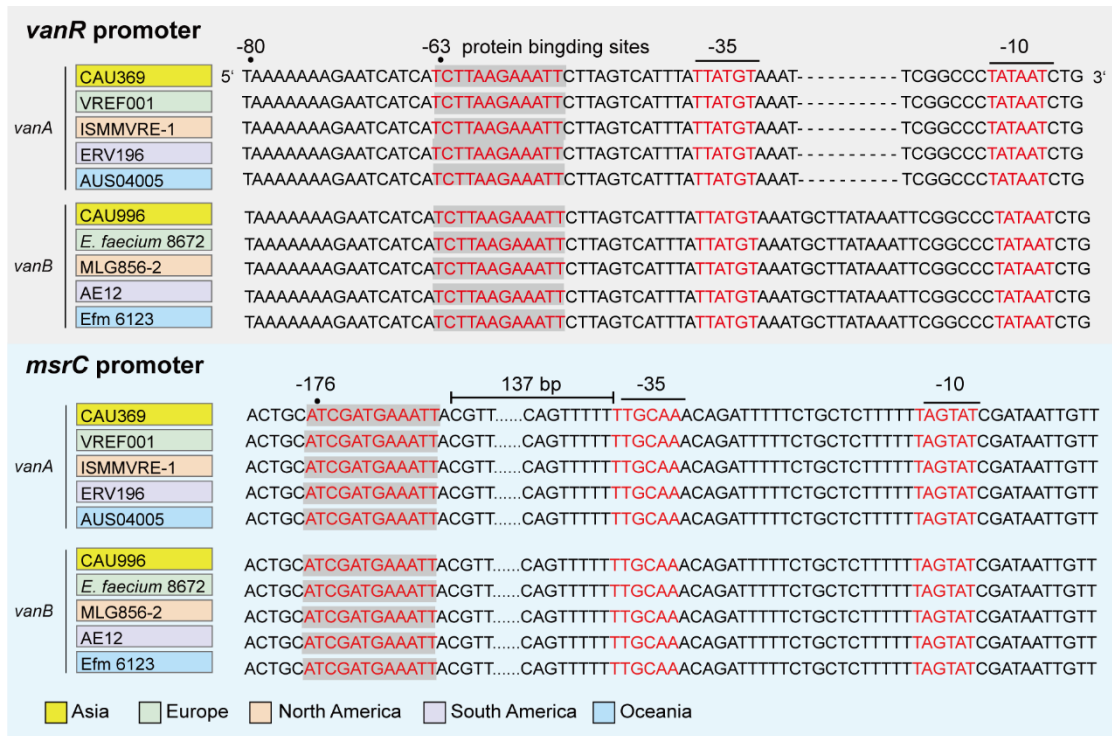 vanR promoter
-80 -63 protein bingding sites -35 -10
CAU369 5‘ TAAAAAAAGAATCATCATCTTAAGAAATTCTTAGTCATTTATTATGTAAAT- - - - - - - - - -TCGGCCCTATAATCTG 3‘
VREF001 TAAAAAAAGAATCATCATCTTAAGAAATTCTTAGTCATTTATTATGTAAAT- - - - - - - - - -TCGGCCCTATAATCTG
vanA ISMMVRE-1 TAAAAAAAGAATCATCATCTTAAGAAATTCTTAGTCATTTATTATGTAAAT- - - - - - - - - -TCGGCCCTATAATCTG
ERV196 TAAAAAAAGAATCATCATCTTAAGAAATTCTTAGTCATTTATTATGTAAAT- - - - - - - - - -TCGGCCCTATAATCTG
AUS04005 TAAAAAAAGAATCATCATCTTAAGAAATTCTTAGTCATTTATTATGTAAAT- - - - - - - - - -TCGGCCCTATAATCTG
CAU996 TAAAAAAAGAATCATCATCTTAAGAAATTCTTAGTCATTTATTATGTAAATGCTTATAAATTCGGCCCTATAATCTG
E. faecium 8672 TAAAAAAAGAATCATCATCTTAAGAAATTCTTAGTCATTTATTATGTAAATGCTTATAAATTCGGCCCTATAATCTG
vanB MLG856-2 TAAAAAAAGAATCATCATCTTAAGAAATTCTTAGTCATTTATTATGTAAATGCTTATAAATTCGGCCCTATAATCTG
AE12 TAAAAAAAGAATCATCATCTTAAGAAATTCTTAGTCATTTATTATGTAAATGCTTATAAATTCGGCCCTATAATCTG
Efm 6123 TAAAAAAAGAATCATCATCTTAAGAAATTCTTAGTCATTTATTATGTAAATGCTTATAAATTCGGCCCTATAATCTG
msrC promoter
-176 137 bp -35 -10
CAU369 ACTGCATCGATGAAATTACGTT......CAGTTTTTTTGCAAACAGATTTTTCTGCTCTTTTTTAGTATCGATAATTGTT
VREF001 ACTGCATCGATGAAATTACGTT......CAGTTTTTTTGCAAACAGATTTTTCTGCTCTTTTTTAGTATCGATAATTGTT
vanA ISMMVRE-1 ACTGCATCGATGAAATTACGTT......CAGTTTTTTTGCAAACAGATTTTTCTGCTCTTTTTTAGTATCGATAATTGTT
ERV196 ACTGCATCGATGAAATTACGTT......CAGTTTTTTTGCAAACAGATTTTTCTGCTCTTTTTTAGTATCGATAATTGTT
AUS04005 ACTGCATCGATGAAATTACGTT......CAGTTTTTTTGCAAACAGATTTTTCTGCTCTTTTTTAGTATCGATAATTGTT
CAU996 ACTGCATCGATGAAATTACGTT......CAGTTTTTTTGCAAACAGATTTTTCTGCTCTTTTTTAGTATCGATAATTGTT
E. faecium 8672 ACTGCATCGATGAAATTACGTT......CAGTTTTTTTGCAAACAGATTTTTCTGCTCTTTTTTAGTATCGATAATTGTT
vanB MLG856-2 ACTGCATCGATGAAATTACGTT......CAGTTTTTTTGCAAACAGATTTTTCTGCTCTTTTTTAGTATCGATAATTGTT
AE12 ACTGCATCGATGAAATTACGTT......CAGTTTTTTTGCAAACAGATTTTTCTGCTCTTTTTTAGTATCGATAATTGTT
Efm 6123 ACTGCATCGATGAAATTACGTT......CAGTTTTTTTGCAAACAGATTTTTCTGCTCTTTTTTAGTATCGATAATTGTT
Asia Europe North America South America Oceania